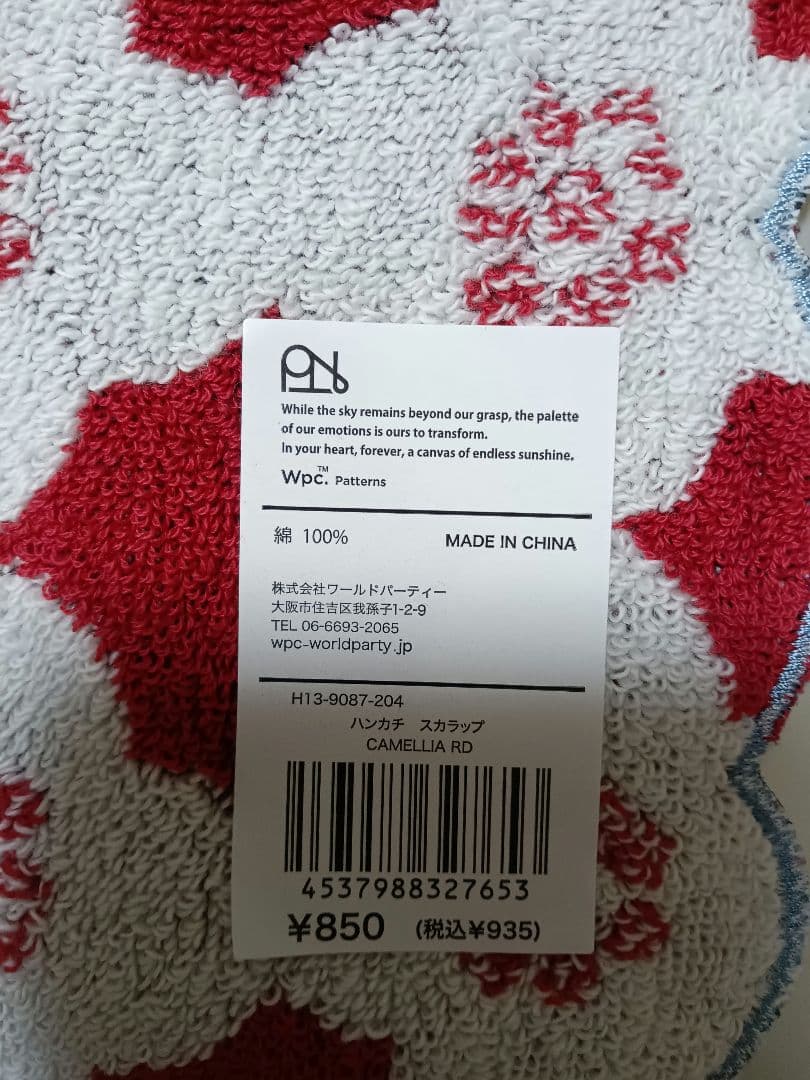 While the sky remains beyond our grasp, the palette
of our emotions is ours to transform.
In your heart, forever, a canvas of endless sunshine.
Wpc.™ Patterns
綿 100% MADE IN CHINA
株式会社ワールドパーティー
大阪市住吉区我孫子1-2-9
TEL 06-6693-2065
wpc-worldparty.jp
H13-9087-204
ハンカチ スカラップ
CAMELLIA RD
4537988327653
¥850 (税込¥935)